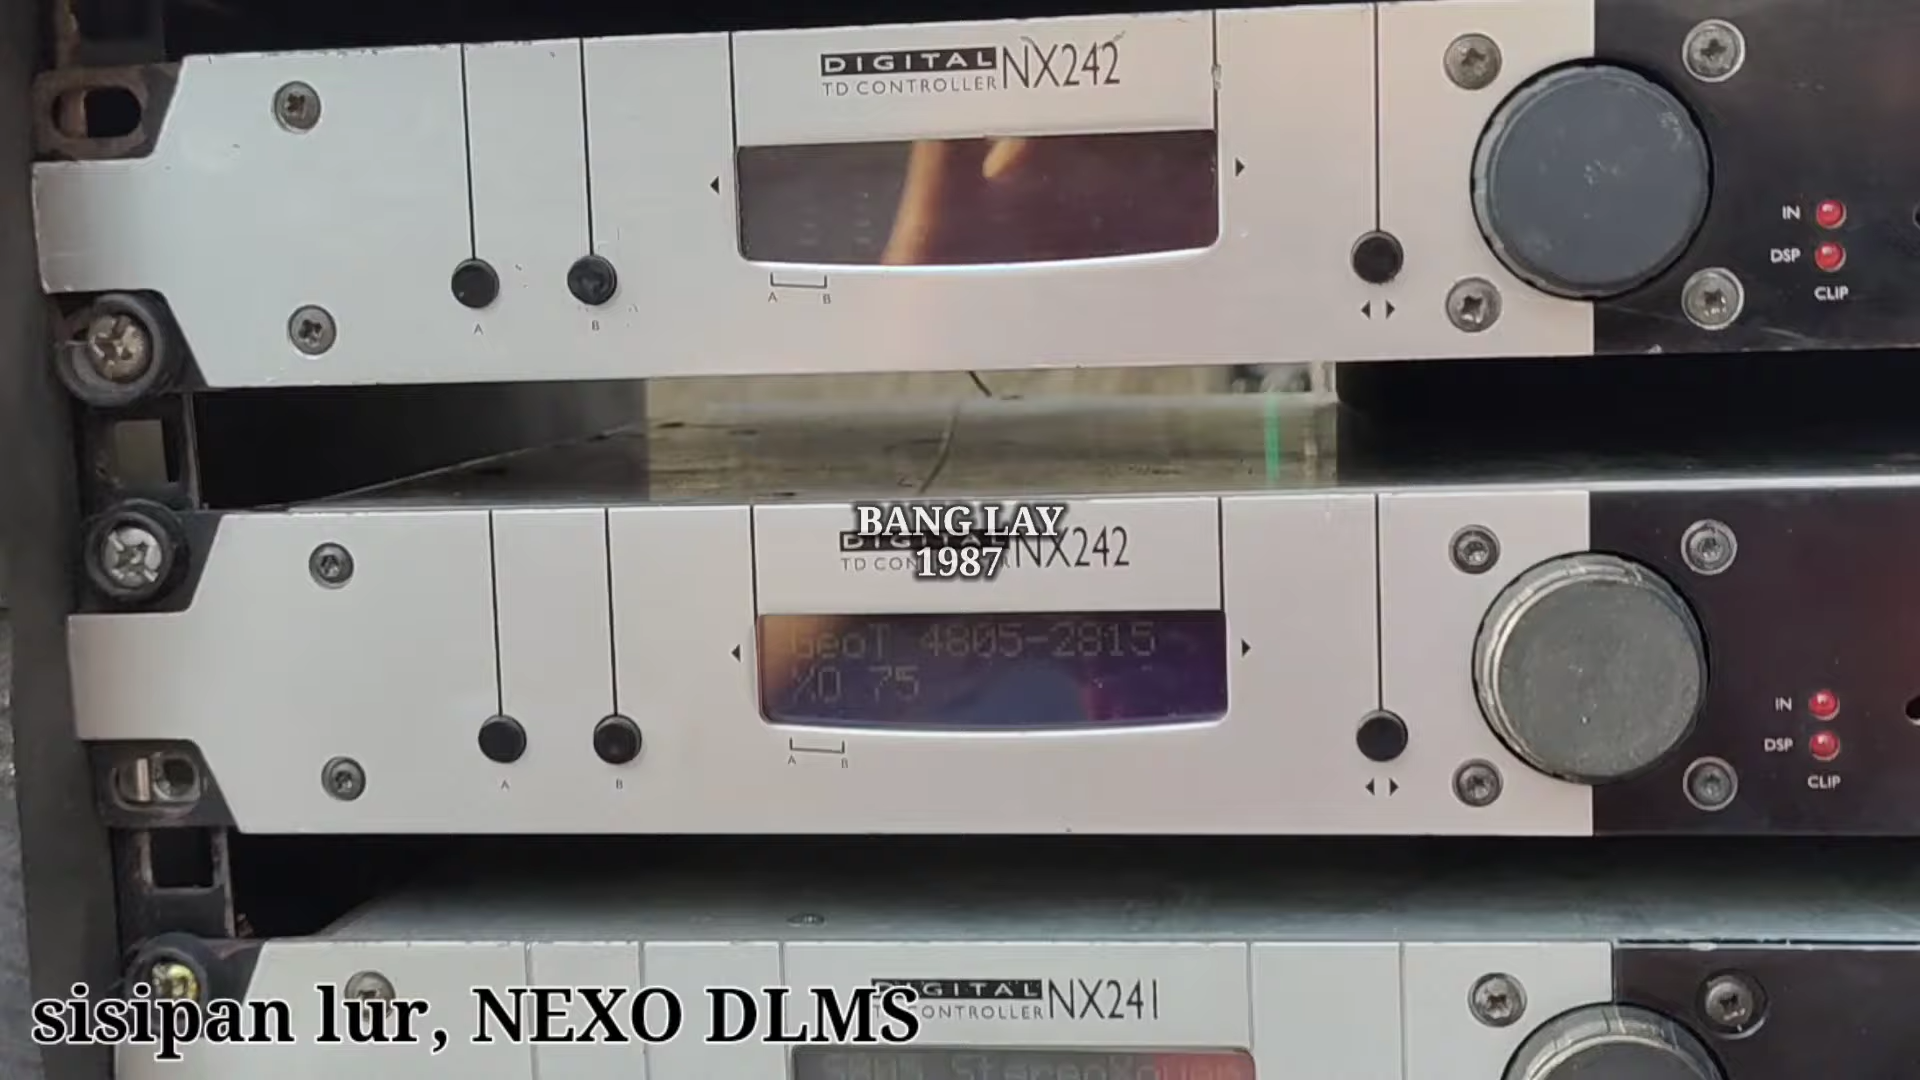 DIGITAL
TD CONTROLLER NX242
A B
A B
IN
DSP
CLIP
BANG LAY
1987
DIGITAL
TD CONTROLLER NX242
GeoT 4805-2815
XO 75
A B
A B
IN
DSP
CLIP
DIGITAL
TD CONTROLLER NX241
sisipan lur, NEXO DLMS